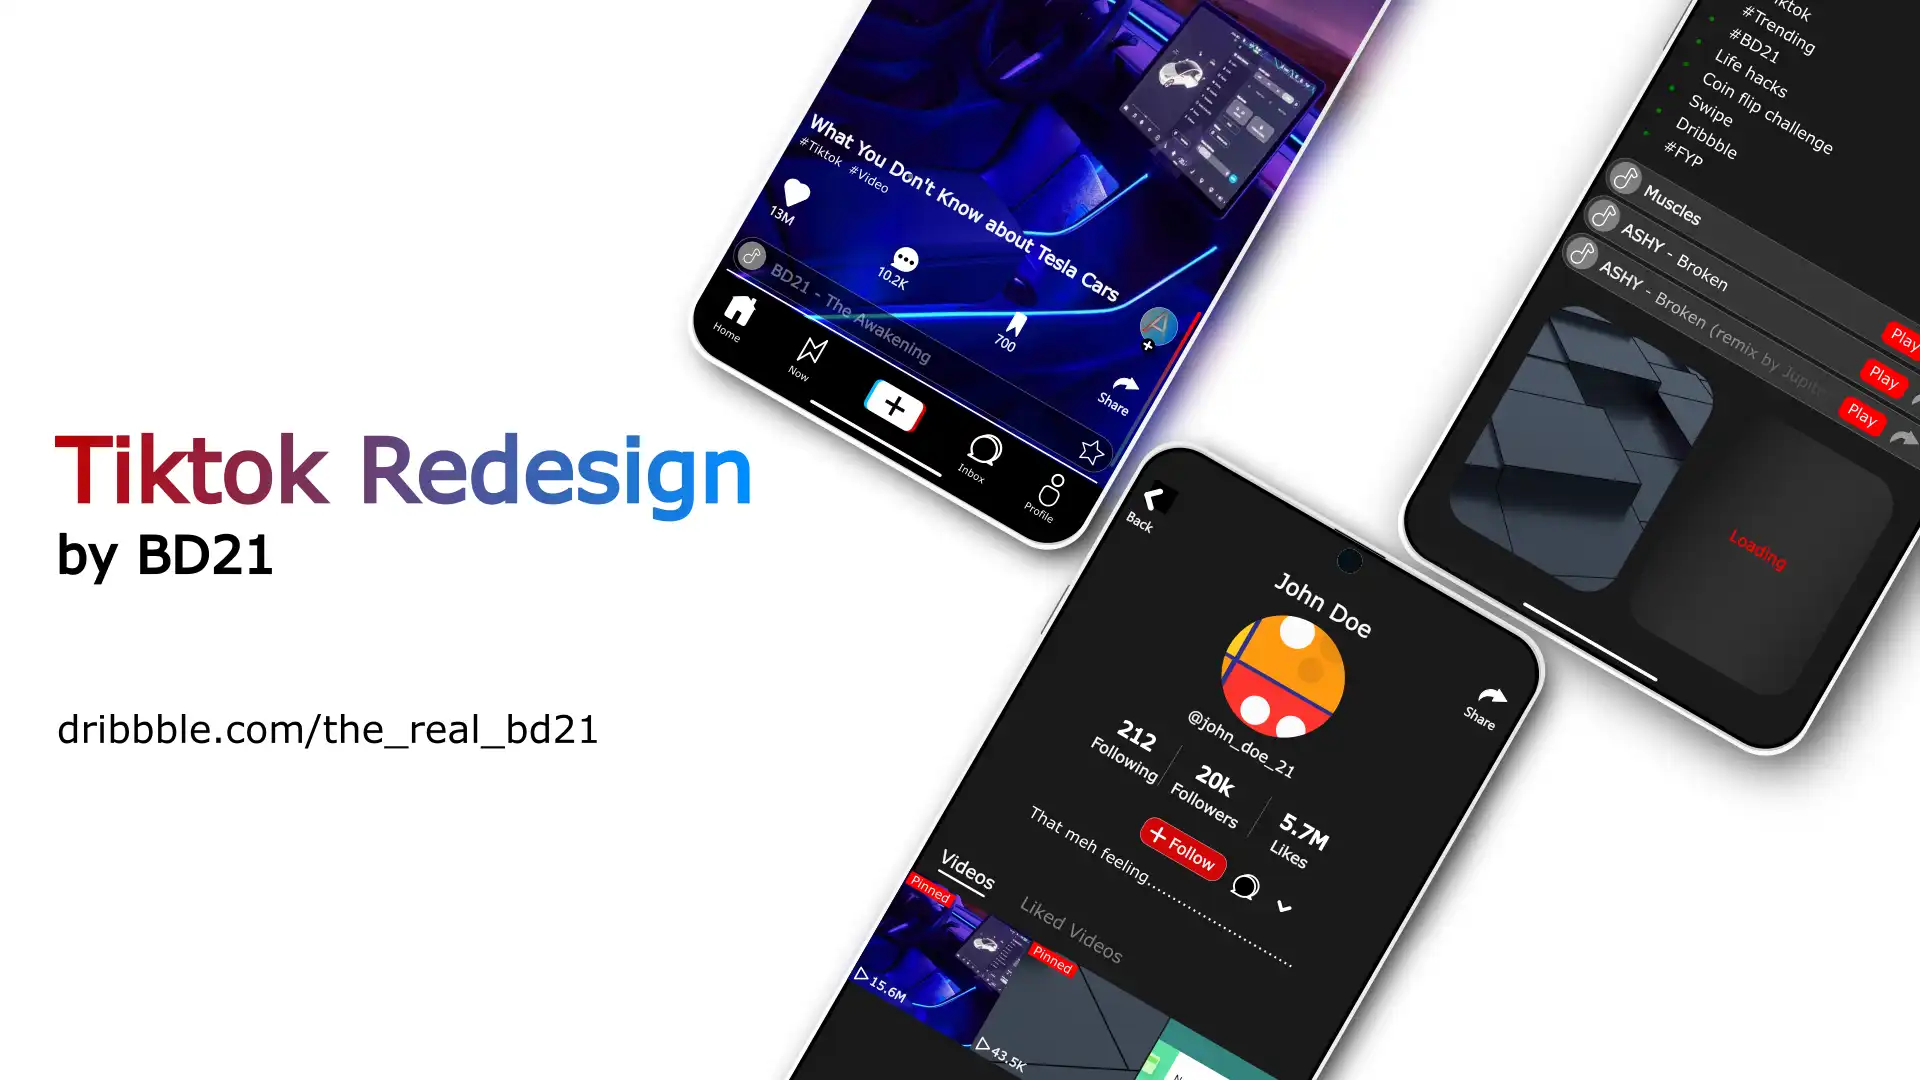 Tiktok Redesign
by BD21
dribbble.com/the_real_bd21
What You Don't Know about Tesla Cars
#Tiktok #Video
13M
10.2K
700
Share
BD21 - The Awakening
Home
Now
Inbox
Profile
#Trending
#BD21
Life hacks
Coin flip challenge
Swipe
Dribbble
#FYP
Muscles
Play
ASHY - Broken
Play
ASHY - Broken (remix by Jupite
Play
Loading
Back
John Doe
Share
@john_doe_21
212
Following
20k
Followers
5.7M
Likes
+ Follow
That meh feeling..............................
Videos
Liked Videos
Pinned
15.6M
Pinned
43.5K